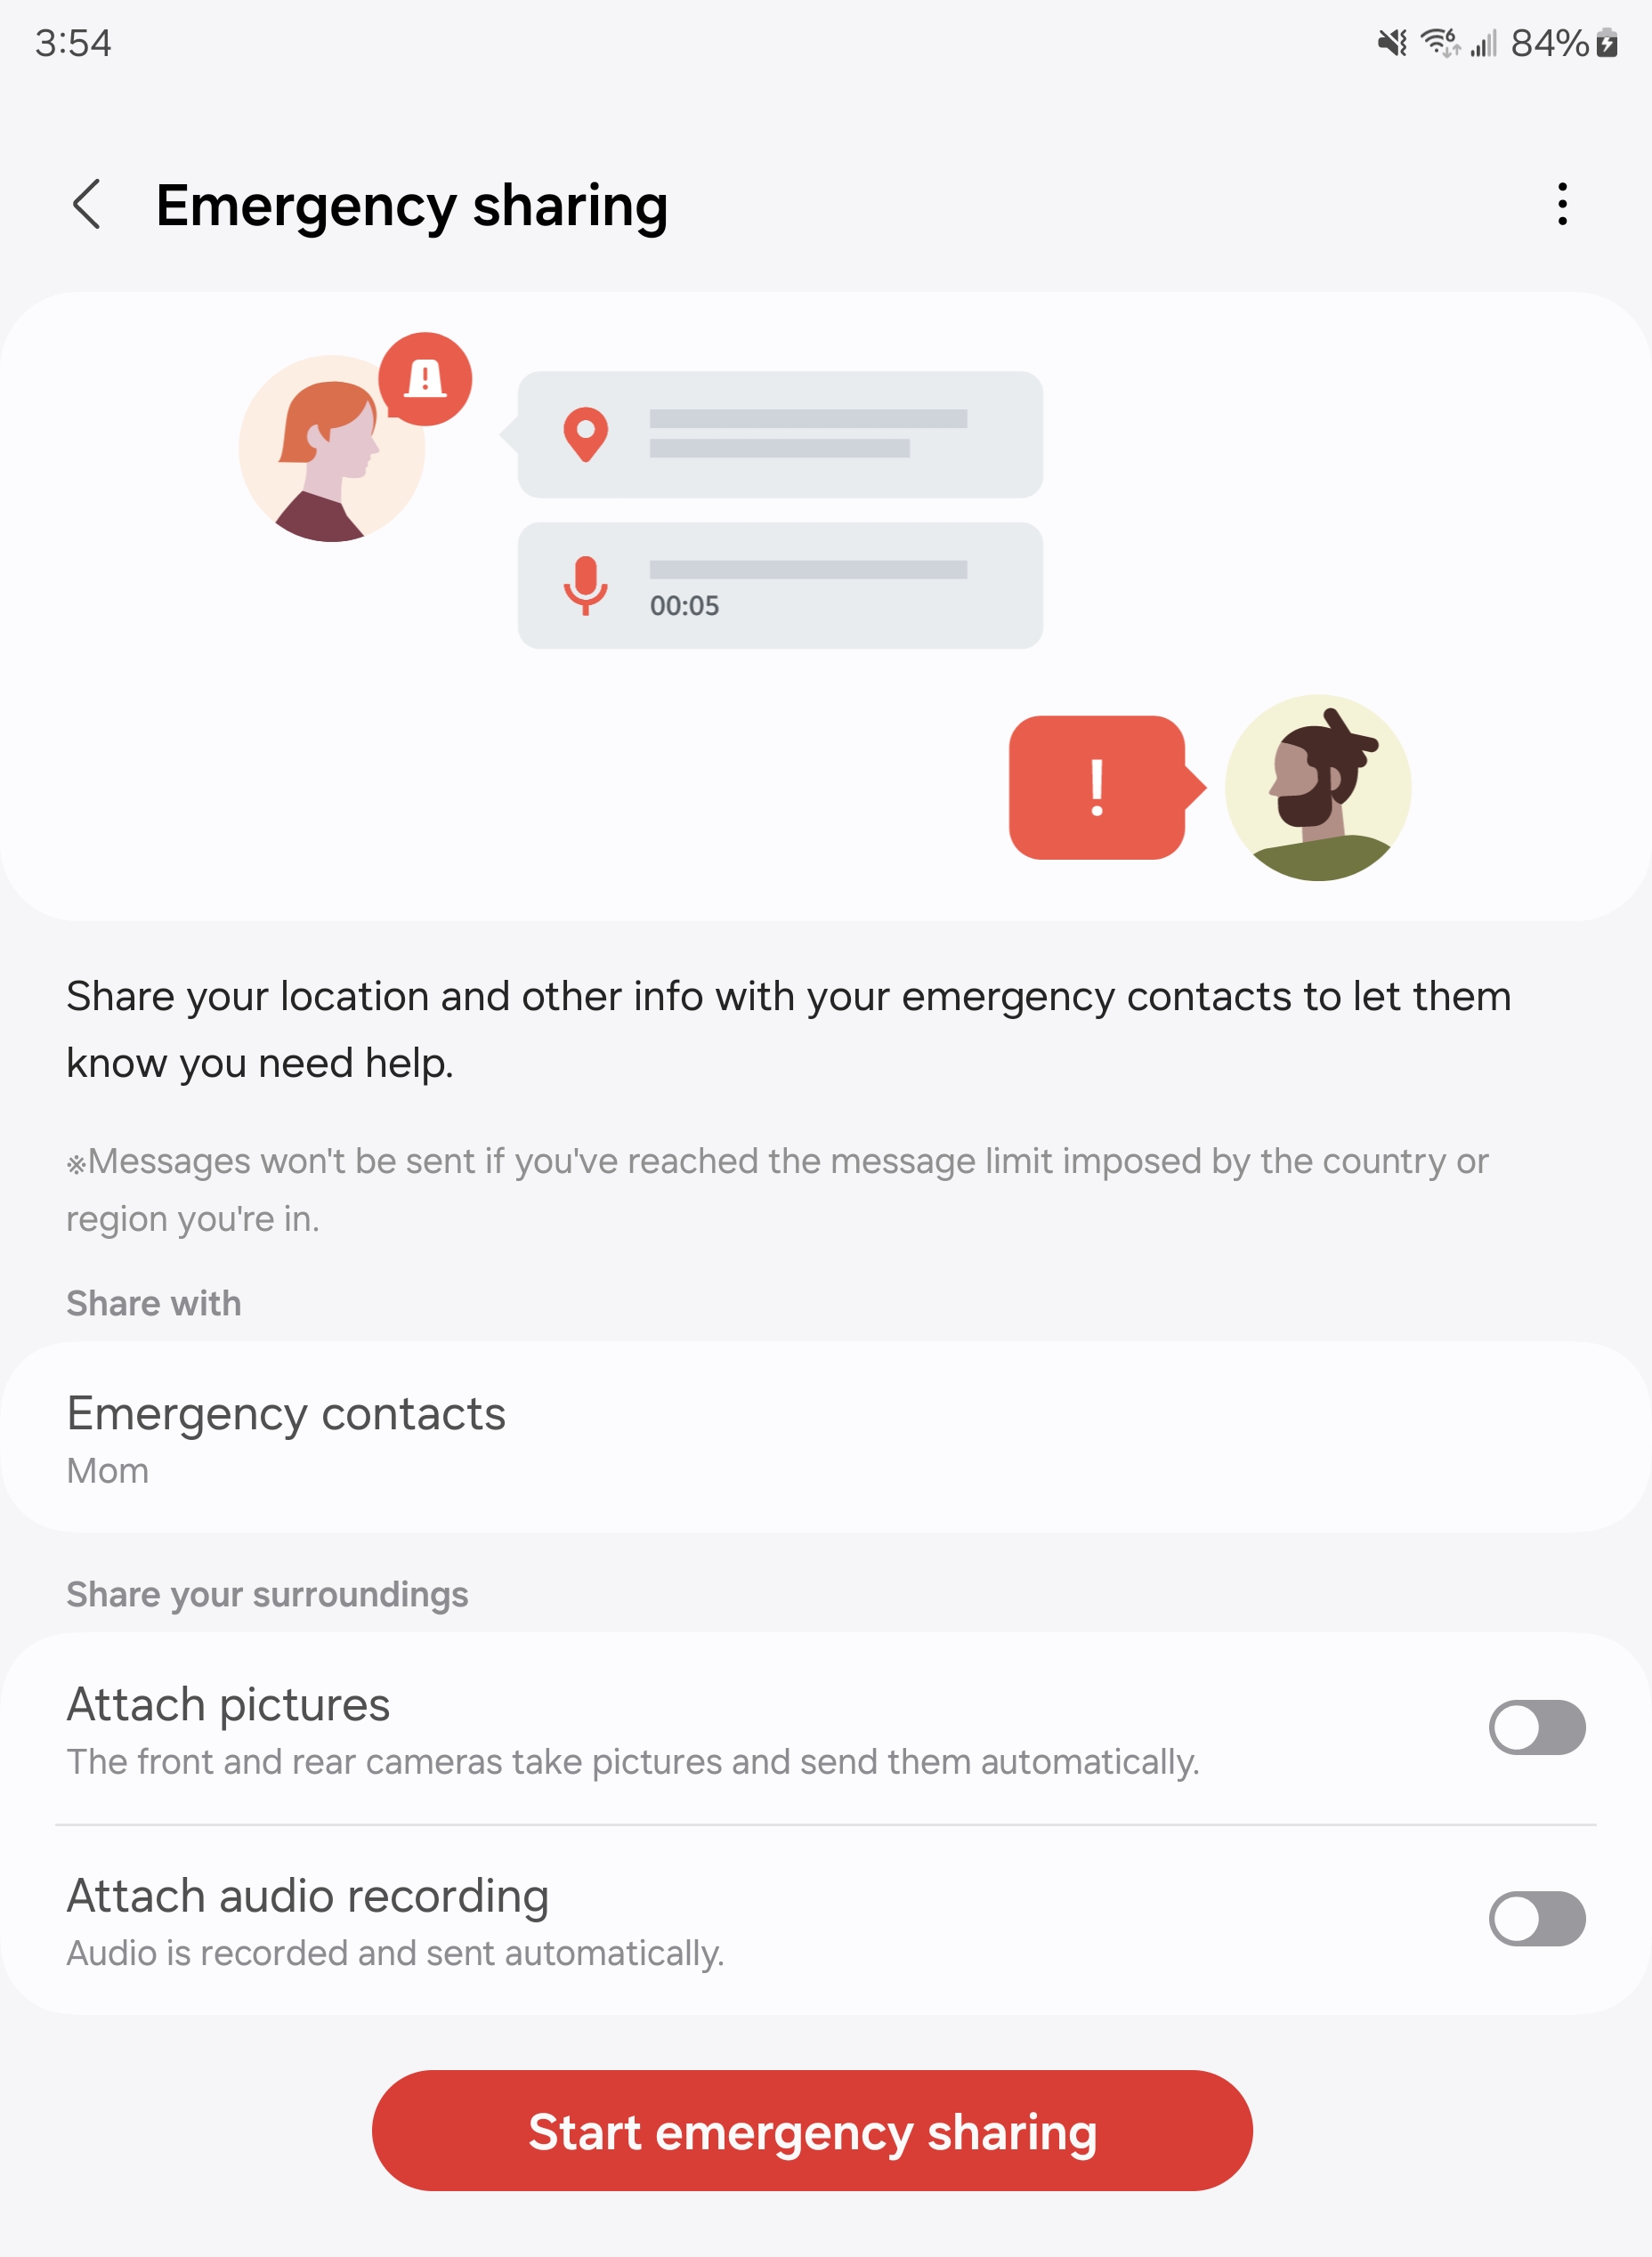 3:54
84%
Emergency sharing
00:05
!
Share your location and other info with your emergency contacts to let them
know you need help.
※Messages won't be sent if you've reached the message limit imposed by the country or
region you're in.
Share with
Emergency contacts
Mom
Share your surroundings
Attach pictures
The front and rear cameras take pictures and send them automatically.
Attach audio recording
Audio is recorded and sent automatically.
Start emergency sharing